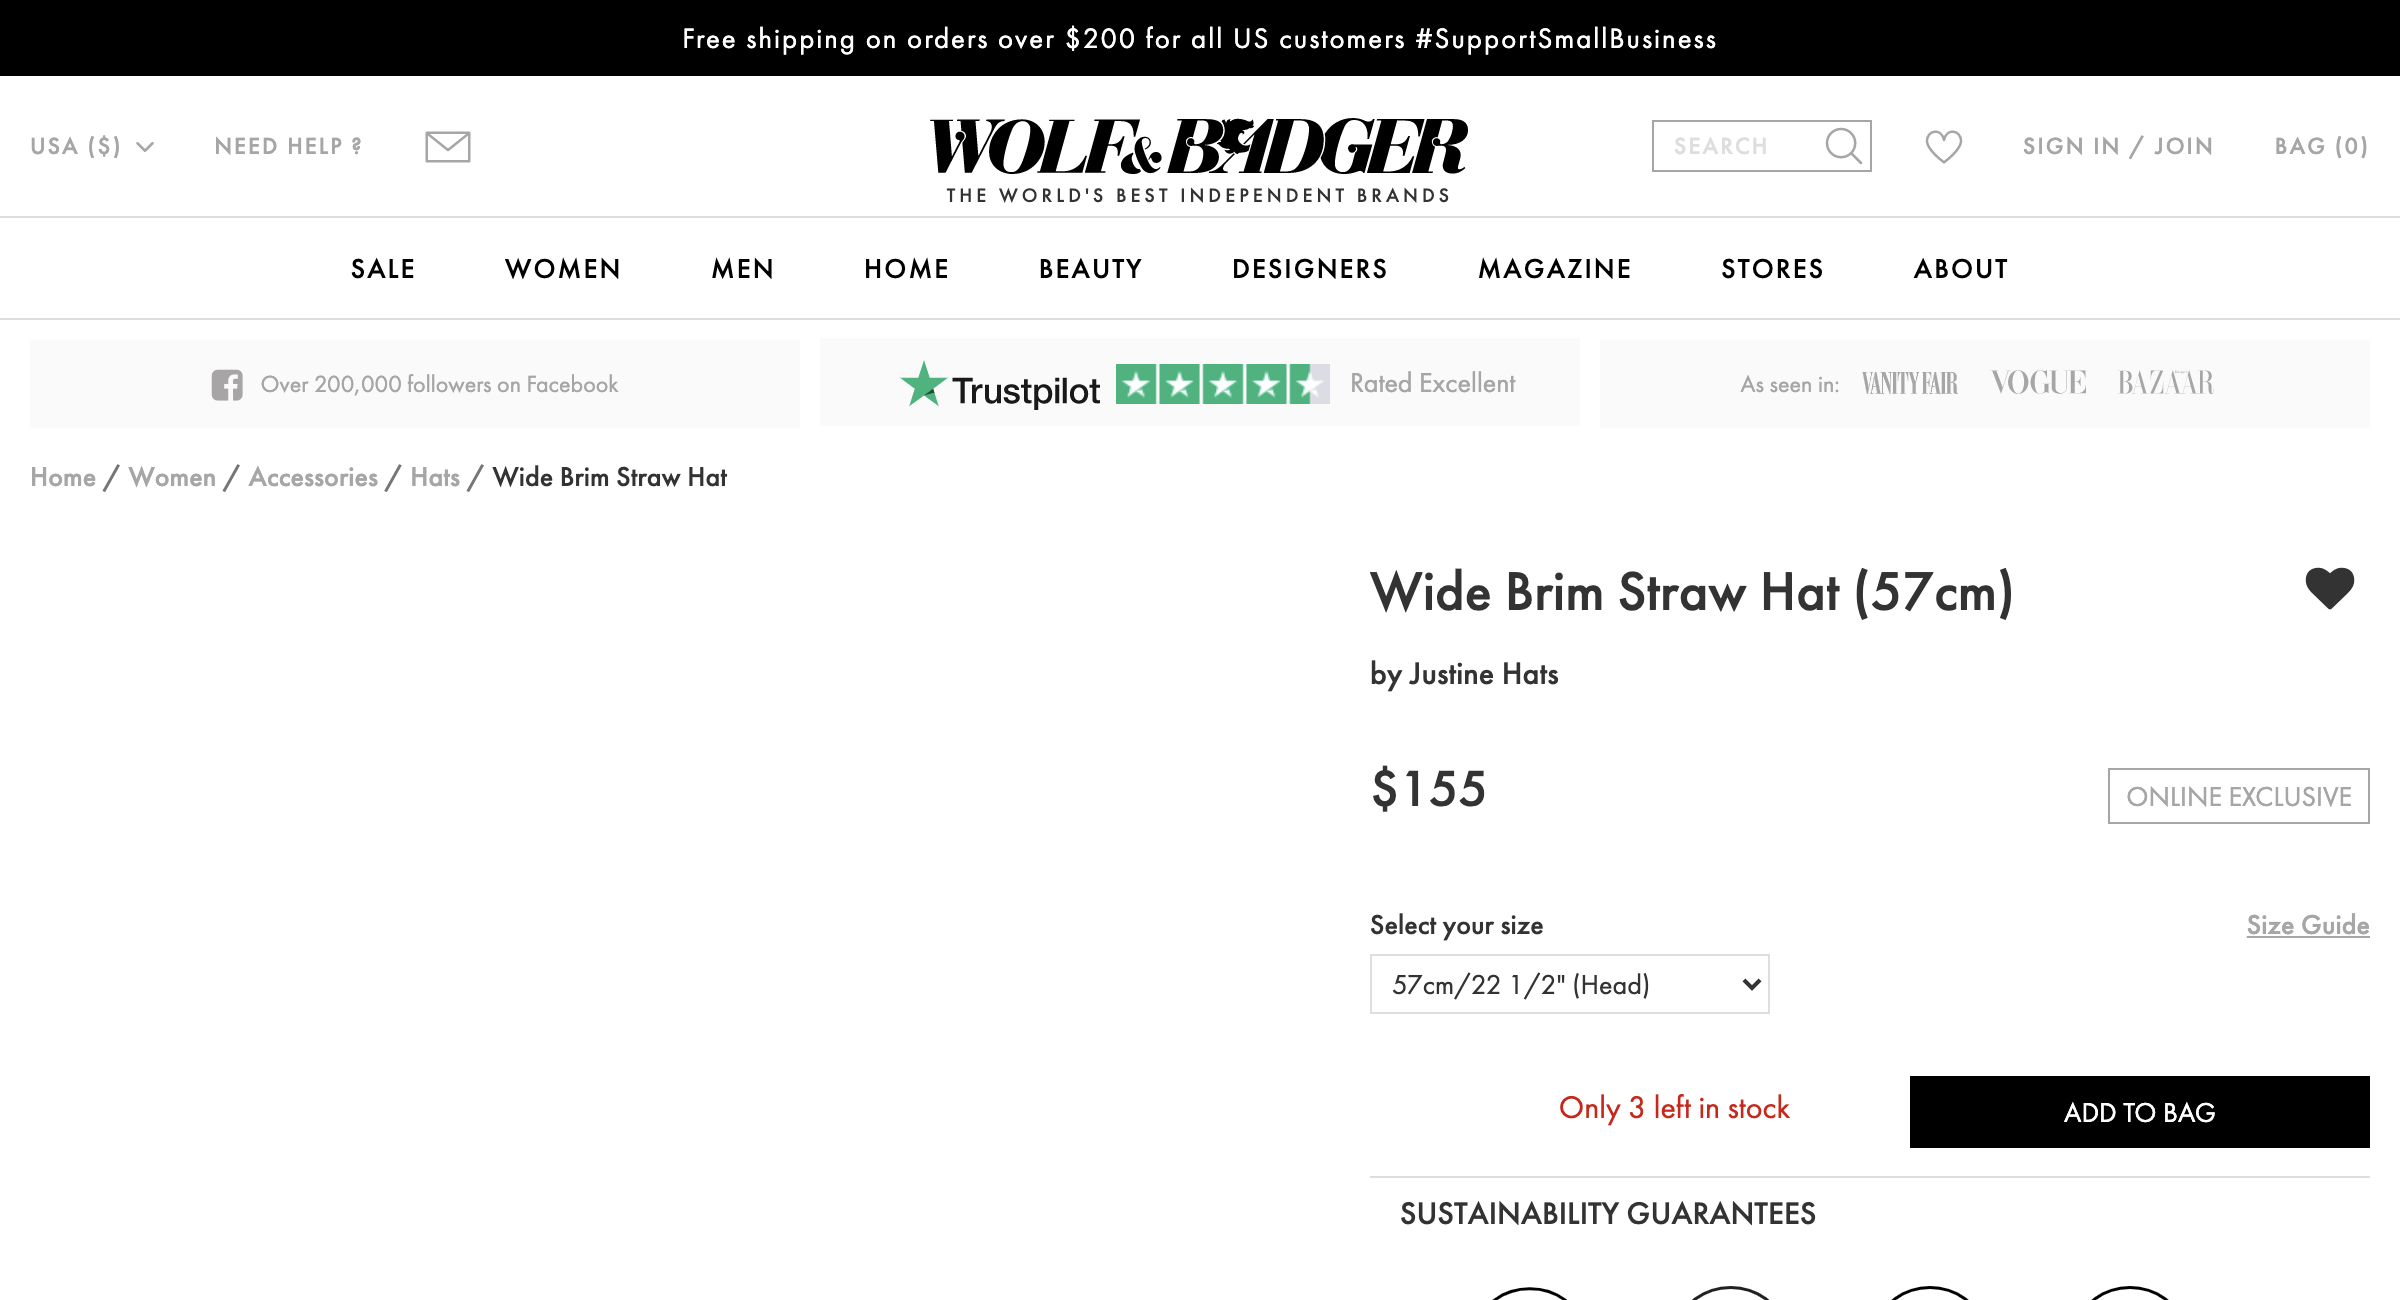 Free shipping on orders over $200 for all US customers #SupportSmallBusiness
USA ($)
NEED HELP ?
WOLF & BADGER
THE WORLD'S BEST INDEPENDENT BRANDS
SEARCH
SIGN IN / JOIN
BAG (0)
SALE WOMEN MEN HOME BEAUTY DESIGNERS MAGAZINE STORES ABOUT
Over 200,000 followers on Facebook
Trustpilot Rated Excellent
As seen in: VANITY FAIR VOGUE BAZAAR
Home / Women / Accessories / Hats / Wide Brim Straw Hat
Wide Brim Straw Hat (57cm)
by Justine Hats
$155
ONLINE EXCLUSIVE
Select your size
Size Guide
57cm/22 1/2" (Head)
Only 3 left in stock
ADD TO BAG
SUSTAINABILITY GUARANTEES